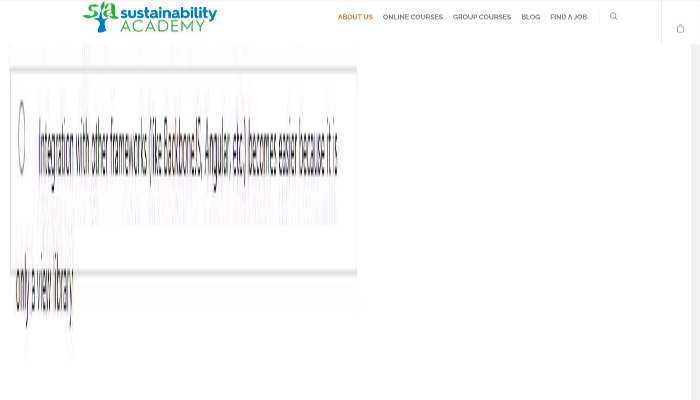 sa sustainability
ACADEMY
ABOUT US ONLINE COURSES GROUP COURSES BLOG FIND A JOB
Integration with other frameworks (like BackboneJS, Angular, etc.) becomes easier because it is
only a view library